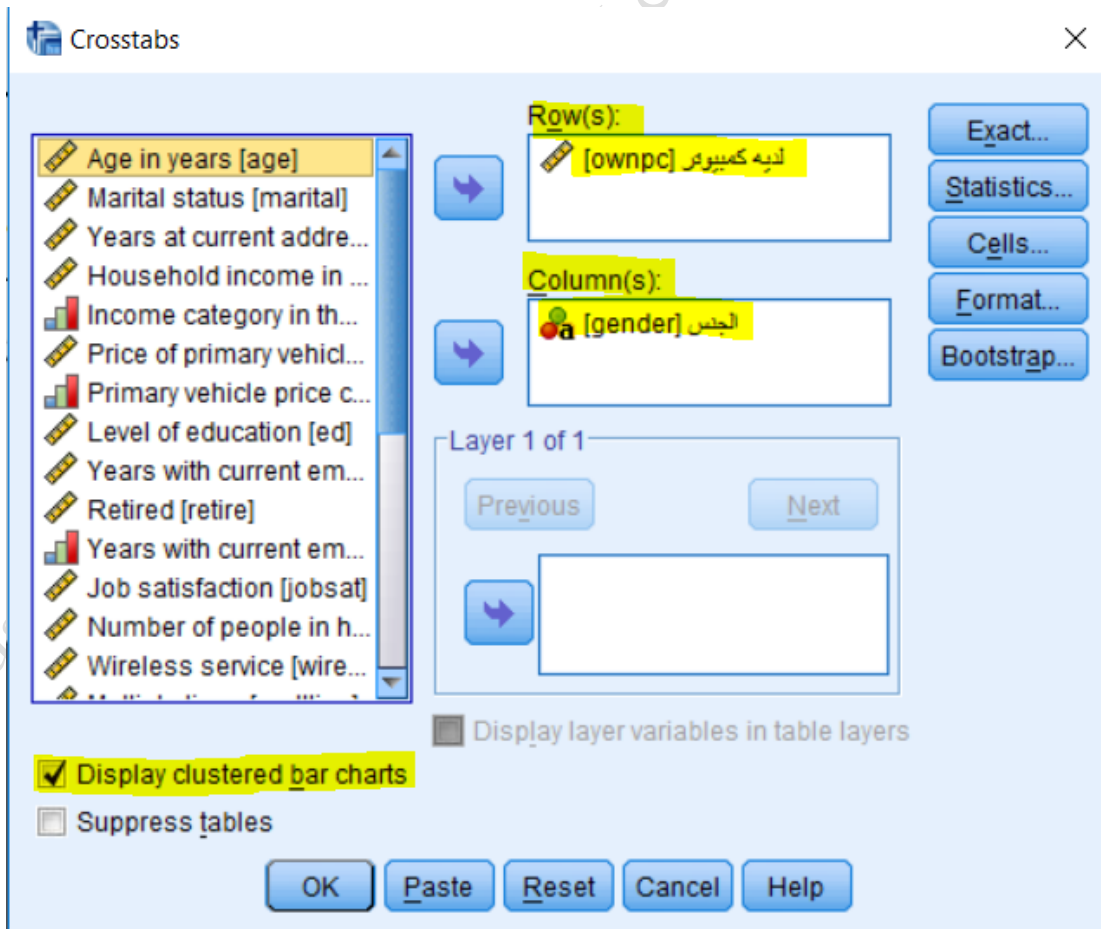 Crosstabs
Age in years [age]
Marital status [marital]
Years at current addre...
Household income in ...
Income category in th...
Price of primary vehicl...
Primary vehicle price c...
Level of education [ed]
Years with current em...
Retired [retire]
Years with current em...
Job satisfaction [jobsat]
Number of people in h...
Wireless service [wire...
Row(s):
لديه كمبيوتر [ownpc]
Column(s):
الجنس [gender]
Layer 1 of 1
Previous
Next
Display layer variables in table layers
Exact...
Statistics...
Cells...
Format...
Bootstrap...
Display clustered bar charts
Suppress tables
OK
Paste
Reset
Cancel
Help